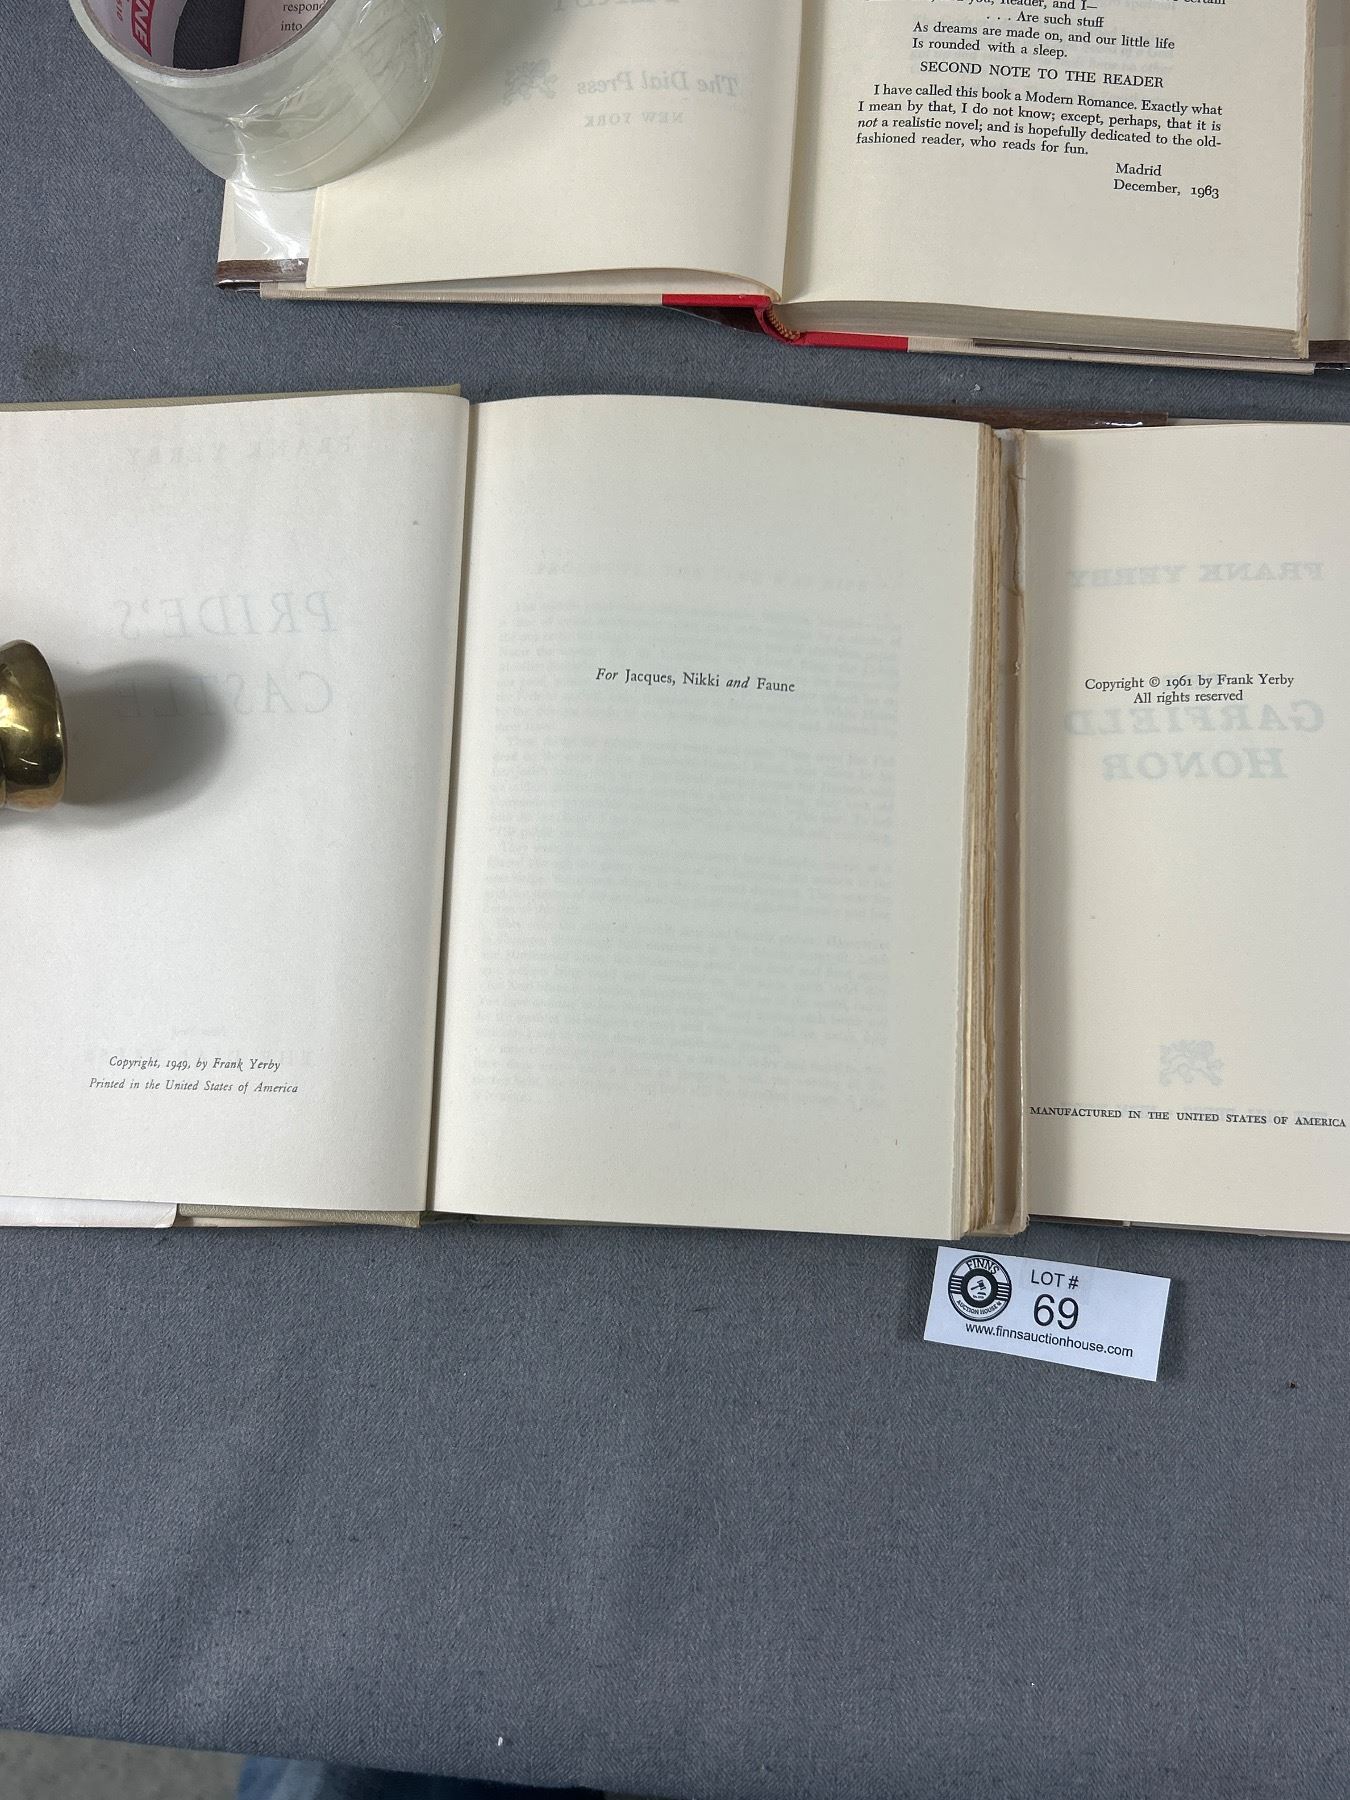 respond
into
The Dial Press
NEW YORK
Reader, and I—
. . . Are such stuff
As dreams are made on, and our little life
Is rounded with a sleep.
SECOND NOTE TO THE READER
I have called this book a Modern Romance. Exactly what
I mean by that, I do not know; except, perhaps, that it is
not a realistic novel; and is hopefully dedicated to the old-
fashioned reader, who reads for fun.
Madrid
December, 1963
FRANK YERBY
PRIDE'S
CASTLE
Copyright, 1949, by Frank Yerby
Printed in the United States of America
For Jacques, Nikki and Faune
FRANK YERBY
Copyright © 1961 by Frank Yerby
All rights reserved
GARFIELD
HONOR
MANUFACTURED IN THE UNITED STATES OF AMERICA
FINNS
AUCTION HOUSE
LOT #
69
www.finnsauctionhouse.com